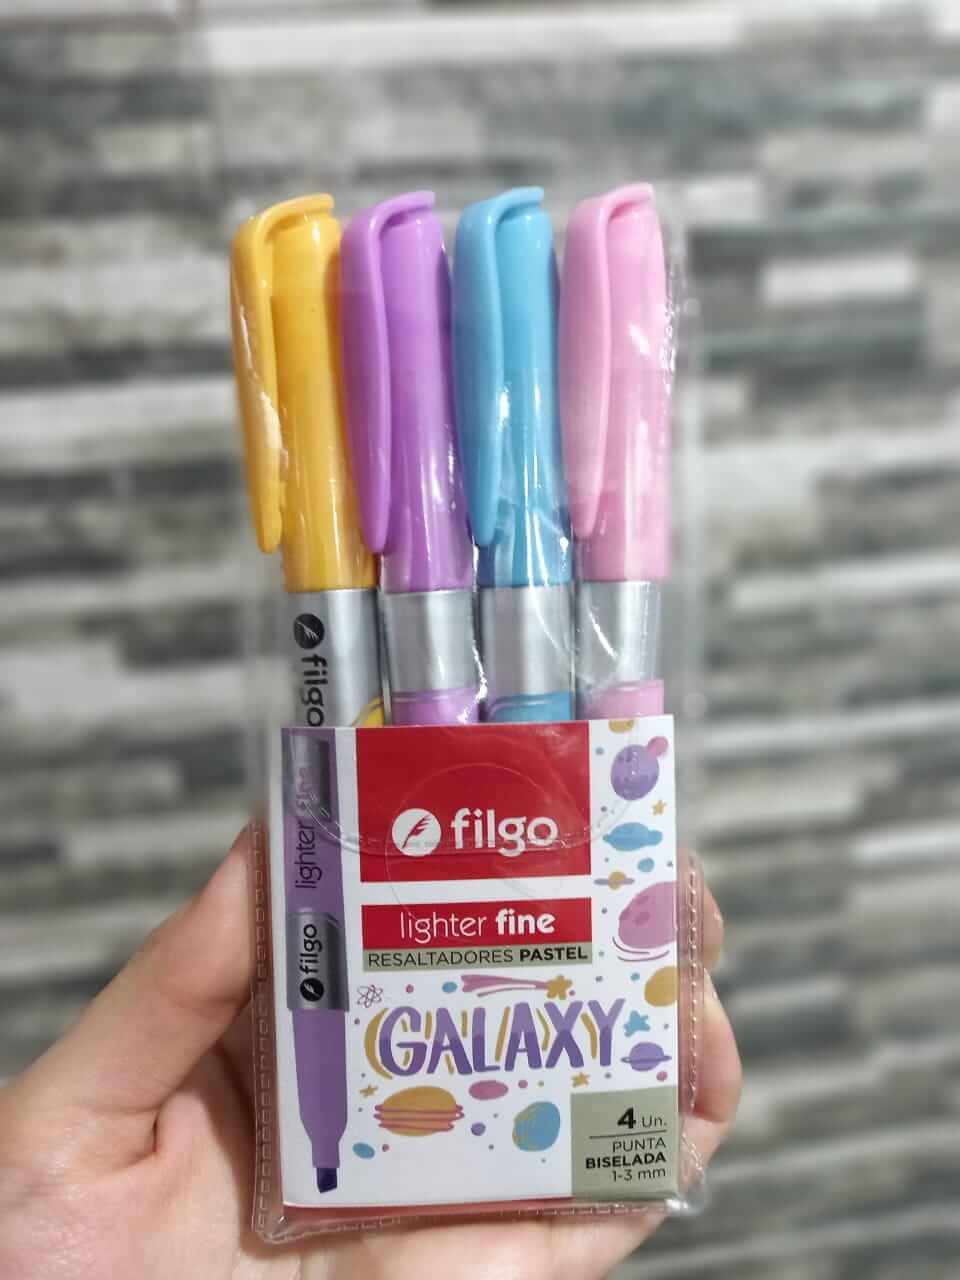 filgo
lighter fine
filgo
filgo
lighter fine
RESALTADORES PASTEL
GALAXY
4 Un.
PUNTA
BISELADA
1-3 mm